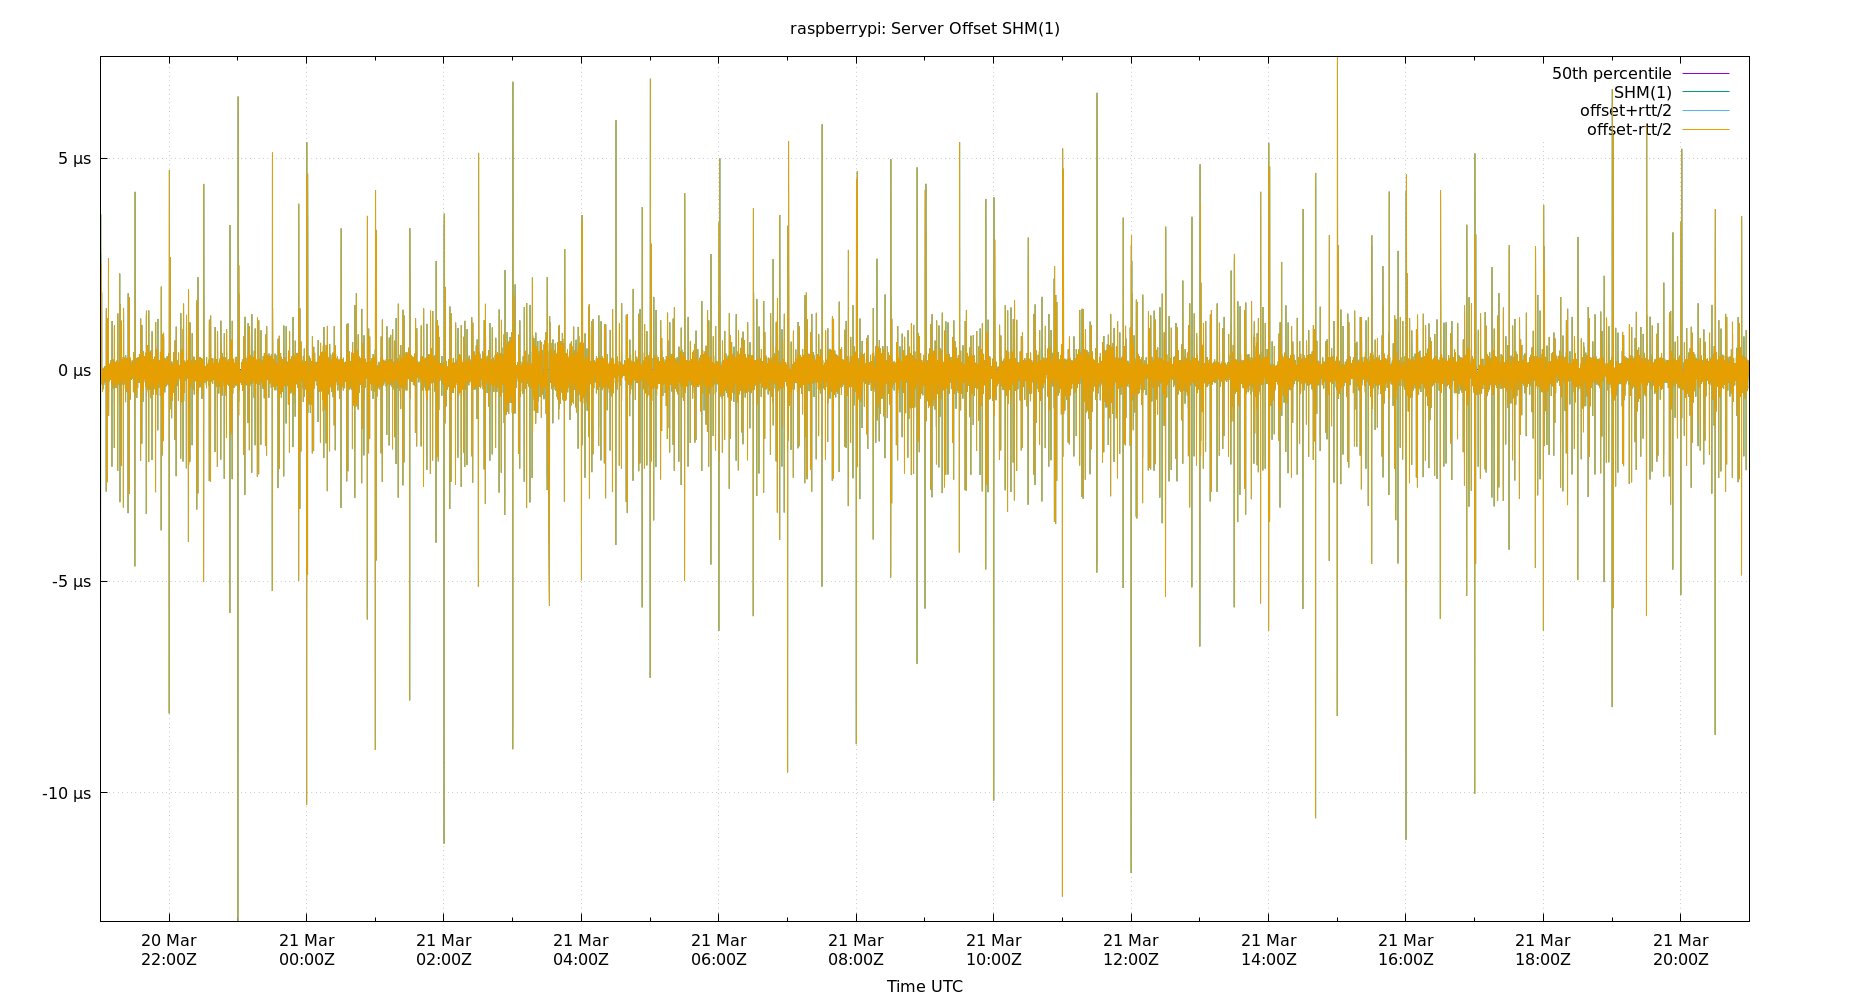 raspberrypi: Server Offset SHM(1)
50th percentile
SHM(1)
offset+rtt/2
offset-rtt/2
5 µs
0 µs
-5 µs
-10 µs
20 Mar 21 Mar 21 Mar 21 Mar 21 Mar 21 Mar 21 Mar 21 Mar 21 Mar 21 Mar 21 Mar 21 Mar
22:00Z 00:00Z 02:00Z 04:00Z 06:00Z 08:00Z 10:00Z 12:00Z 14:00Z 16:00Z 18:00Z 20:00Z
Time UTC